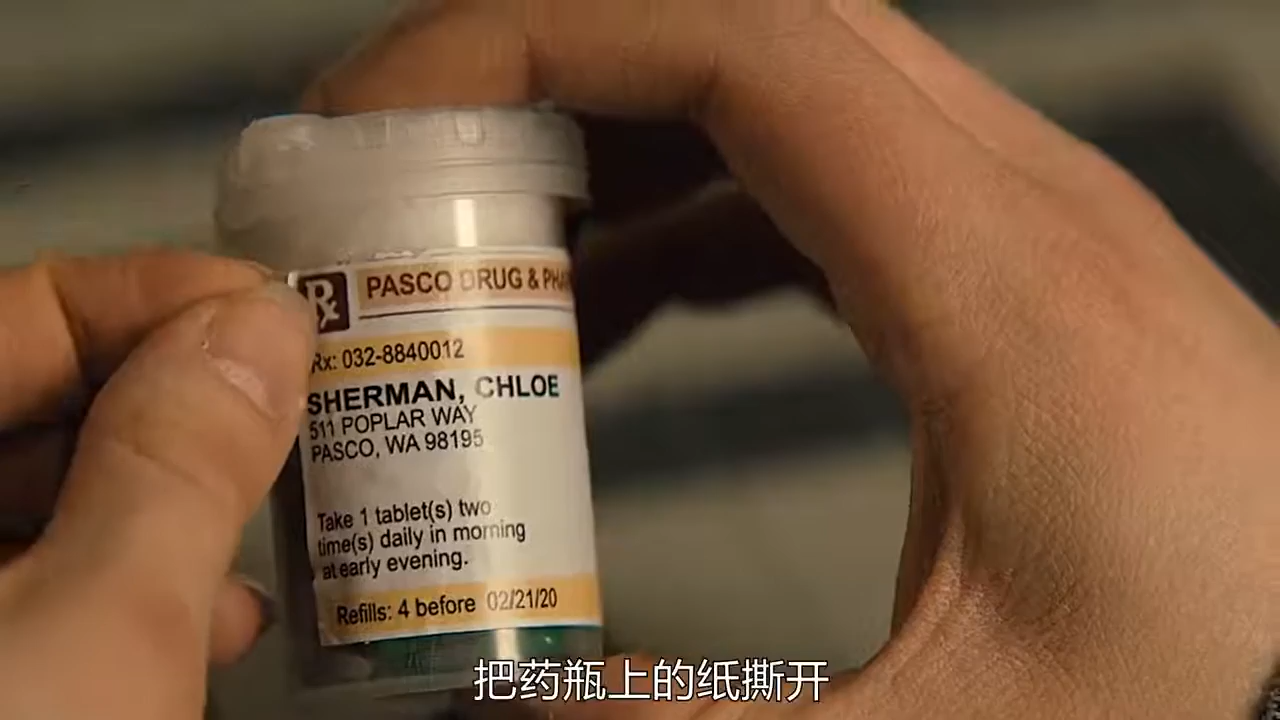 Rx PASCO DRUG & PHA
Rx: 032-8840012
SHERMAN, CHLOE
511 POPLAR WAY
PASCO, WA 98195
Take 1 tablet(s) two
time(s) daily in morning
at early evening.
Refills: 4 before 02/21/20
把药瓶上的纸撕开